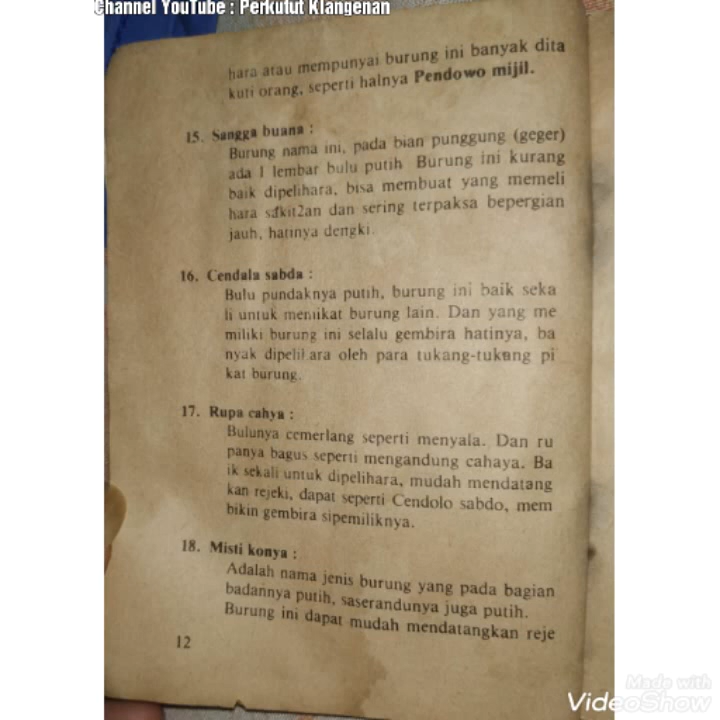 Channel YouTube : Perkutut Klangenan
hara atau mempunyai burung ini banyak dita
kuti orang, seperti halnya Pendowo mijil.
15. Sangga buana :
Burung nama ini, pada bian punggung (geger)
ada 1 lembar bulu putih Burung ini kurang
baik dipelihara, bisa membuat yang memeli
hara sakit2an dan sering terpaksa bepergian
jauh, hatinya dengki.
16. Cendala sabda :
Bulu pundaknya putih, burung ini baik seka
li untuk memikat burung lain. Dan yang me
miliki burung ini selalu gembira hatinya, ba
nyak dipelihara oleh para tukang-tukang pi
kat burung.
17. Rupa cahya :
Bulunya cemerlang seperti menyala. Dan ru
panya bagus seperti mengandung cahaya. Ba
ik sekali untuk dipelihara, mudah mendatang
kan rejeki, dapat seperti Cendolo sabdo, mem
bikin gembira sipemiliknya.
18. Misti konya :
Adalah nama jenis burung yang pada bagian
badannya putih, saserandunya juga putih.
Burung ini dapat mudah mendatangkan reje
12
Made with
VideoShow